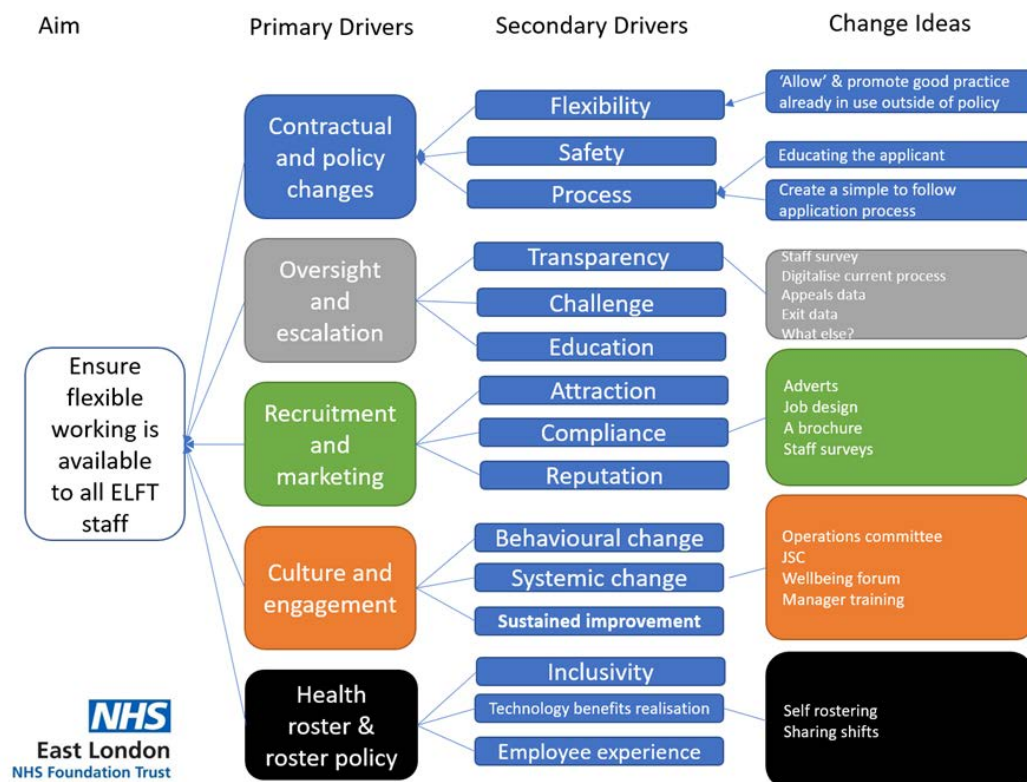 Aim
Primary Drivers
Secondary Drivers
Change Ideas
Ensure
flexible
working is
available
to all ELFT
staff
Contractual
and policy
changes
Flexibility
Safety
Process
‘Allow’ & promote good practice
already in use outside of policy
Educating the applicant
Create a simple to follow
application process
Oversight
and
escalation
Transparency
Challenge
Education
Staff survey
Digitalise current process
Appeals data
Exit data
What else?
Recruitment
and
marketing
Attraction
Compliance
Reputation
Adverts
Job design
A brochure
Staff surveys
Culture and
engagement
Behavioural change
Systemic change
Sustained improvement
Operations committee
JSC
Wellbeing forum
Manager training
Health
roster &
roster policy
Inclusivity
Technology benefits realisation
Employee experience
Self rostering
Sharing shifts
NHS
East London
NHS Foundation Trust